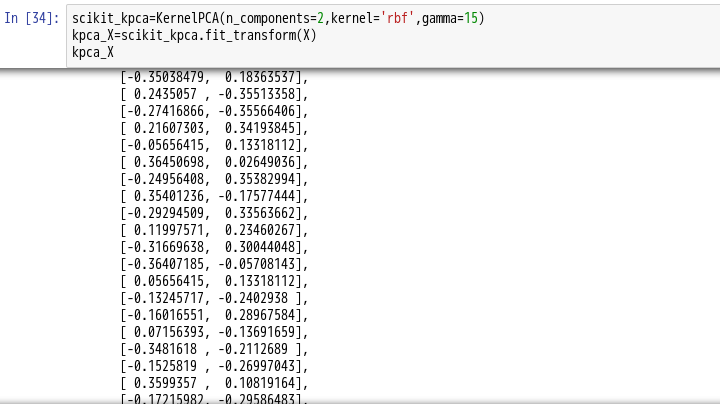 In [34]: scikit_kpca=KernelPCA(n_components=2,kernel='rbf',gamma=15)
kpca_X=scikit_kpca.fit_transform(X)
kpca_X
[-0.35038479,  0.18363537],
[ 0.2435057 , -0.35513358],
[-0.27416866, -0.35566406],
[ 0.21607303,  0.34193845],
[-0.05656415,  0.13318112],
[ 0.36450698,  0.02649036],
[-0.24956408,  0.35382994],
[ 0.35401236, -0.17577444],
[-0.29294509,  0.33563662],
[ 0.11997571,  0.23460267],
[-0.31669638,  0.30044048],
[-0.36407185, -0.05708143],
[ 0.05656415,  0.13318112],
[-0.13245717, -0.2402938 ],
[-0.16016551,  0.28967584],
[ 0.07156393, -0.13691659],
[-0.3481618 , -0.2112689 ],
[-0.1525819 , -0.26997043],
[ 0.3599357 ,  0.10819164],
[-0.17215982, -0.29586483],